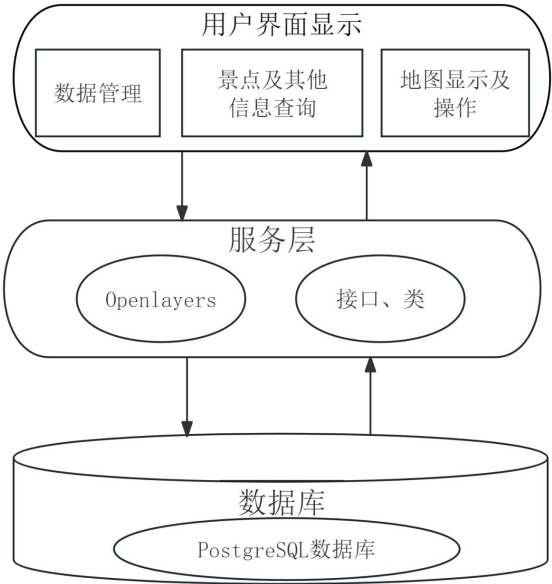 用户界面显示
数据管理
景点及其他
信息查询
地图显示及
操作
服务层
Openlayers
接口、类
数据库
PostgreSQL数据库